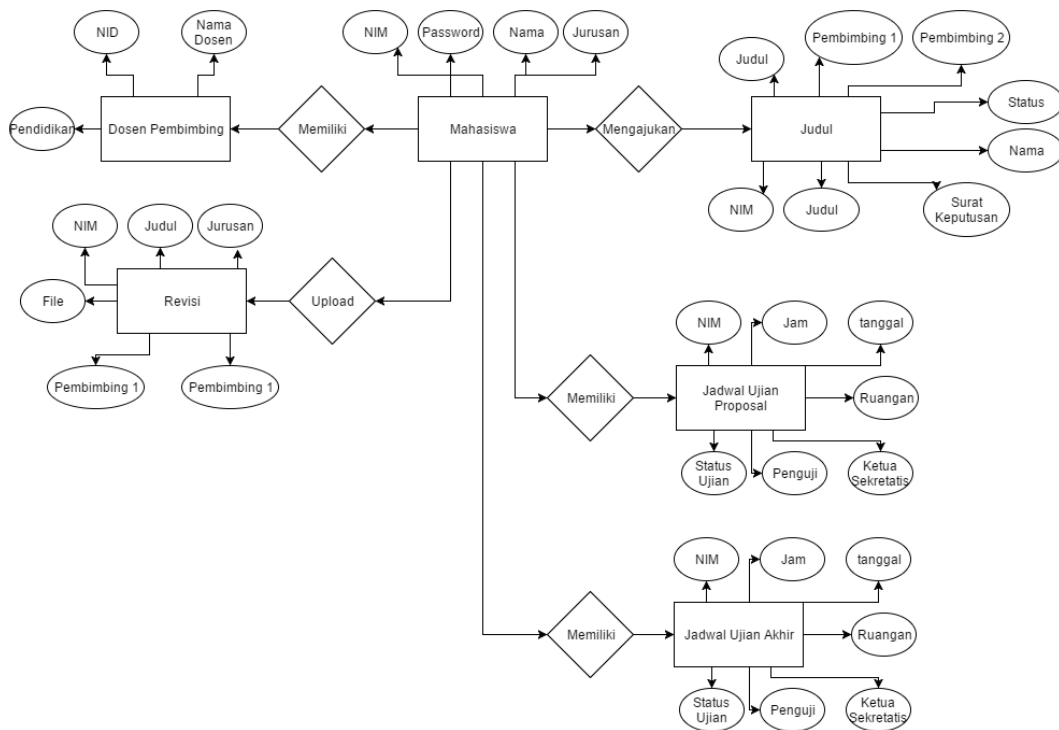 NID
Nama
Dosen
NIM
Password
Nama
Jurusan
Judul
Pembimbing 1
Pembimbing 2
Status
Pendidikan
Dosen Pembimbing
Memiliki
Mahasiswa
Mengajukan
Judul
Nama
NIM
Judul
Surat
Keputusan
NIM
Judul
Jurusan
File
Revisi
Upload
Pembimbing 1
Pembimbing 1
NIM
Jam
tanggal
Memiliki
Jadwal Ujian
Proposal
Ruangan
Status
Ujian
Penguji
Ketua
Sekretatis
NIM
Jam
tanggal
Memiliki
Jadwal Ujian Akhir
Ruangan
Status
Ujian
Penguji
Ketua
Sekretatis